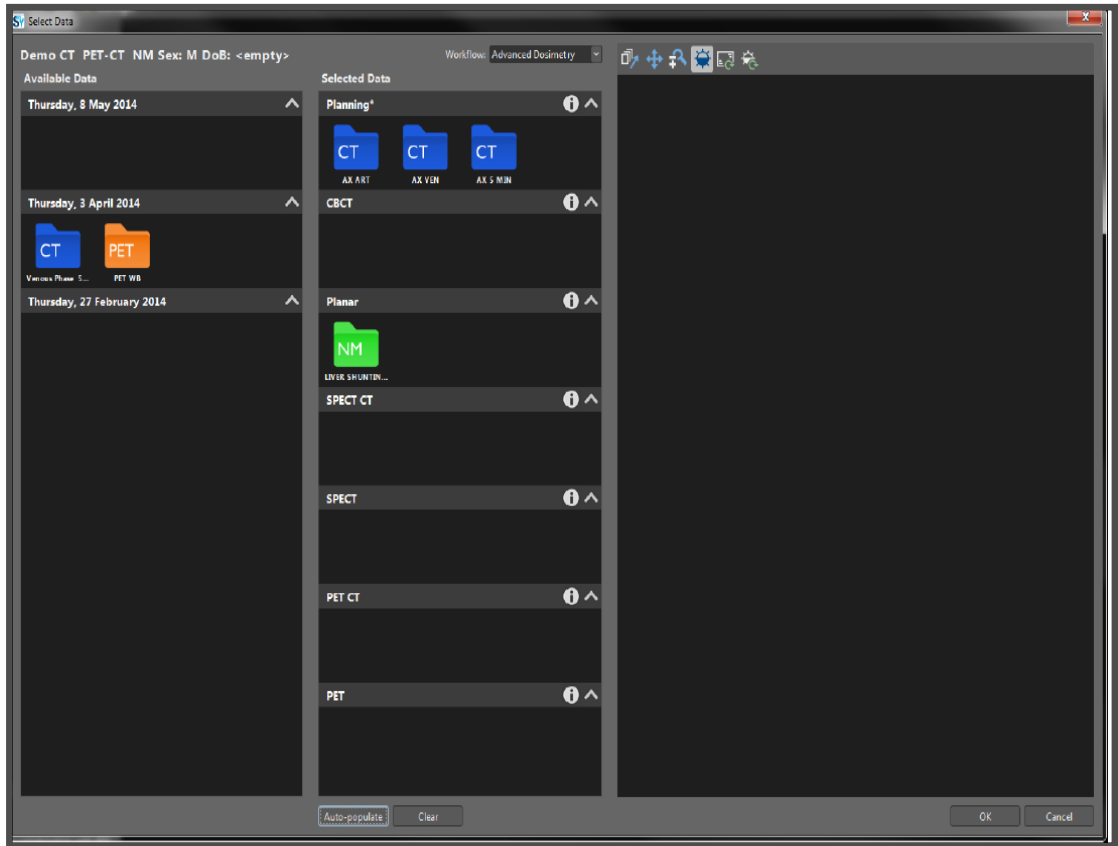 SV Select Data
Demo CT PET-CT NM Sex: M DoB: <empty>
Workflow: Advanced Dosimetry
Available Data
Selected Data
Thursday, 8 May 2014
Planning*
CT
CT
CT
AX ART
AX VEN
AX 5 MIN
Thursday, 3 April 2014
CBCT
CT
PET
Venous Phase S...
PET WB
Thursday, 27 February 2014
Planar
NM
LIVER SHUNTIN...
SPECT CT
SPECT
PET CT
PET
Auto-populate
Clear
OK
Cancel